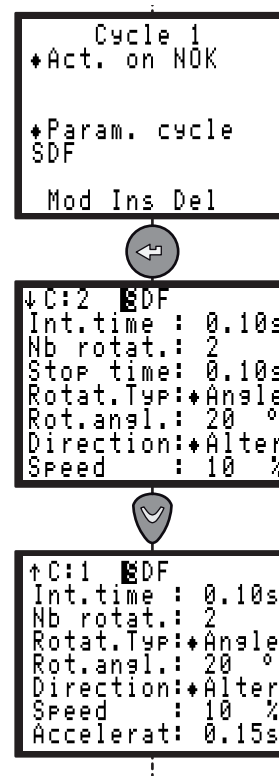 Cycle 1
♦Act. on NOK
♦Param. cycle
SDF
Mod Ins Del
↓C:2 SDF
Int.time : 0.10s
Nb rotat.: 2
Stop time: 0.10s
Rotat.Typ:♦Angle
Rot.angl.: 20 °
Direction:♦Alter
Speed : 10 %
↑C:1 SDF
Int.time : 0.10s
Nb rotat.: 2
Rotat.Typ:♦Angle
Rot.angl.: 20 °
Direction:♦Alter
Speed : 10 %
Accelerat: 0.15s